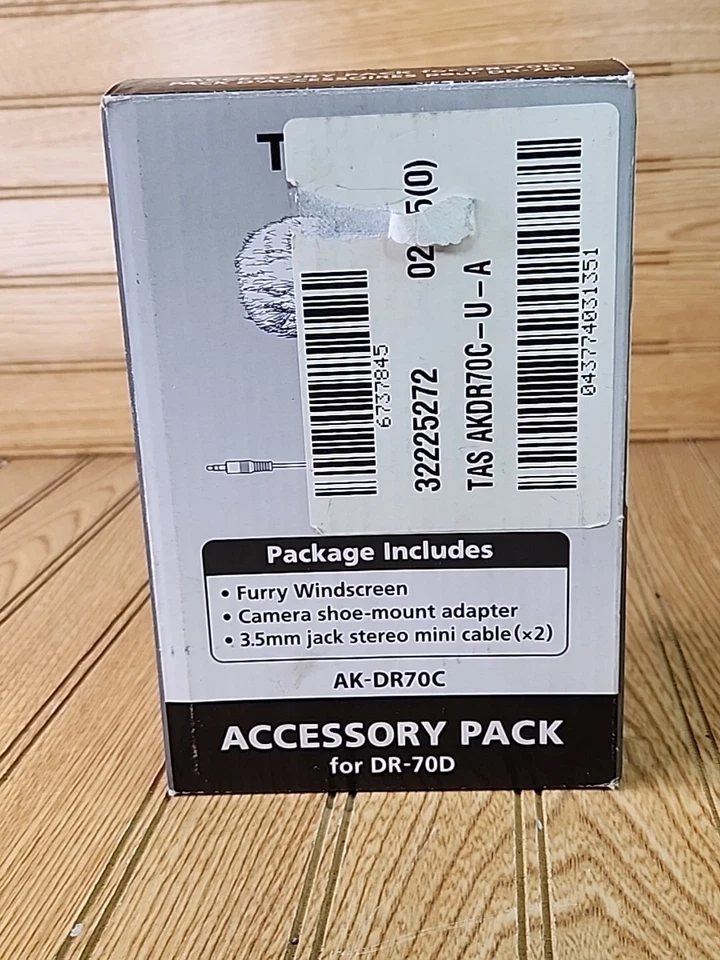 T
02 5(0)
6737845
32225272
TAS AKDR70C-U-A
043774031351
Package Includes
• Furry Windscreen
• Camera shoe-mount adapter
• 3.5mm jack stereo mini cable(×2)
AK-DR70C
ACCESSORY PACK
for DR-70D